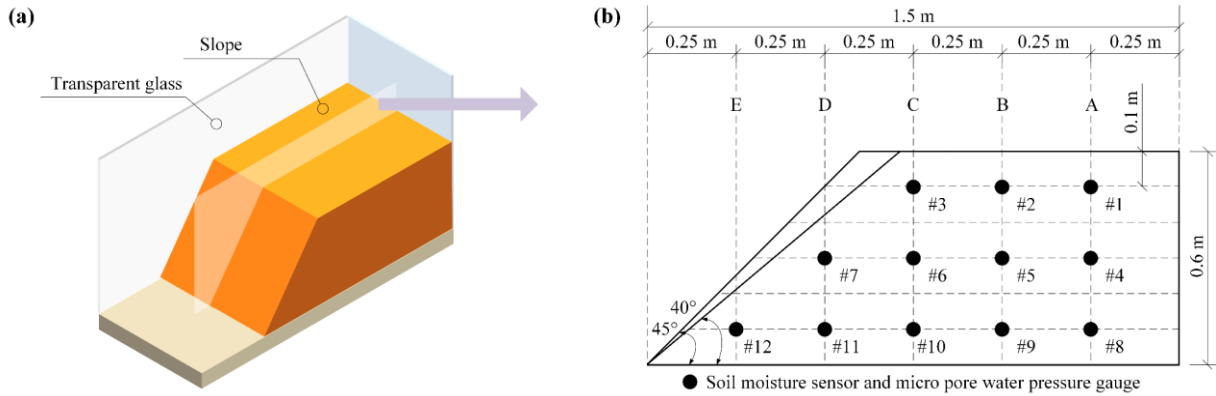 (a)
Slope
Transparent glass
(b)
1.5 m
0.25 m 0.25 m 0.25 m 0.25 m 0.25 m 0.25 m
E D C B A
0.1 m
#3 #2 #1
#7 #6 #5 #4
0.6 m
40°
45°
#12 #11 #10 #9 #8
Soil moisture sensor and micro pore water pressure gauge